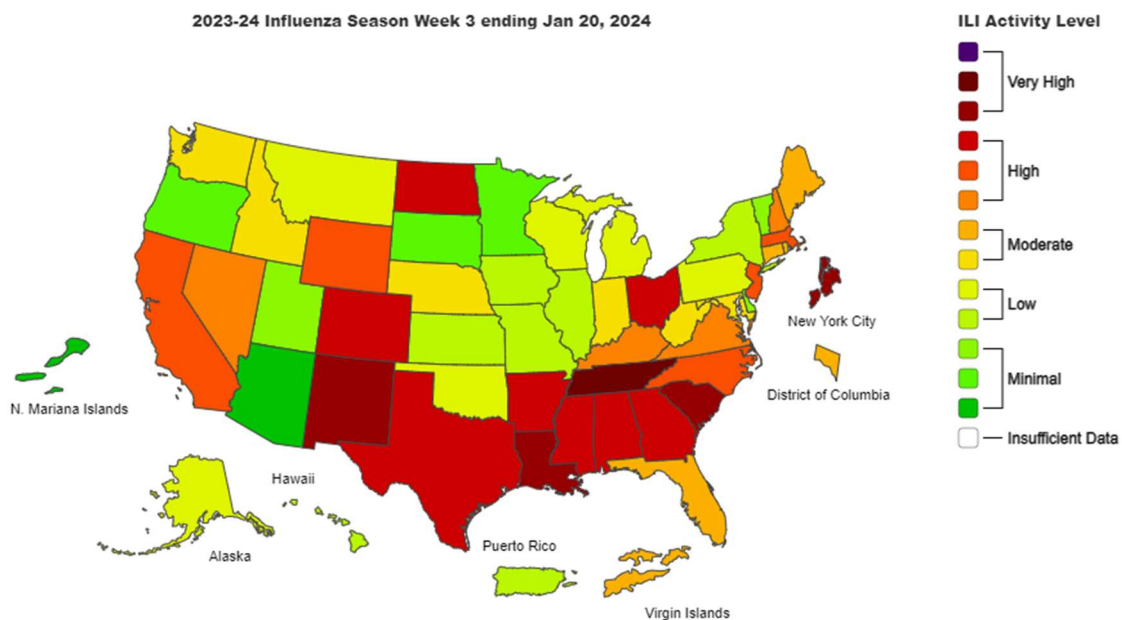 2023-24 Influenza Season Week 3 ending Jan 20, 2024
ILI Activity Level
Very High
High
Moderate
Low
Minimal
Insufficient Data
New York City
District of Columbia
N. Mariana Islands
Hawaii
Alaska
Puerto Rico
Virgin Islands